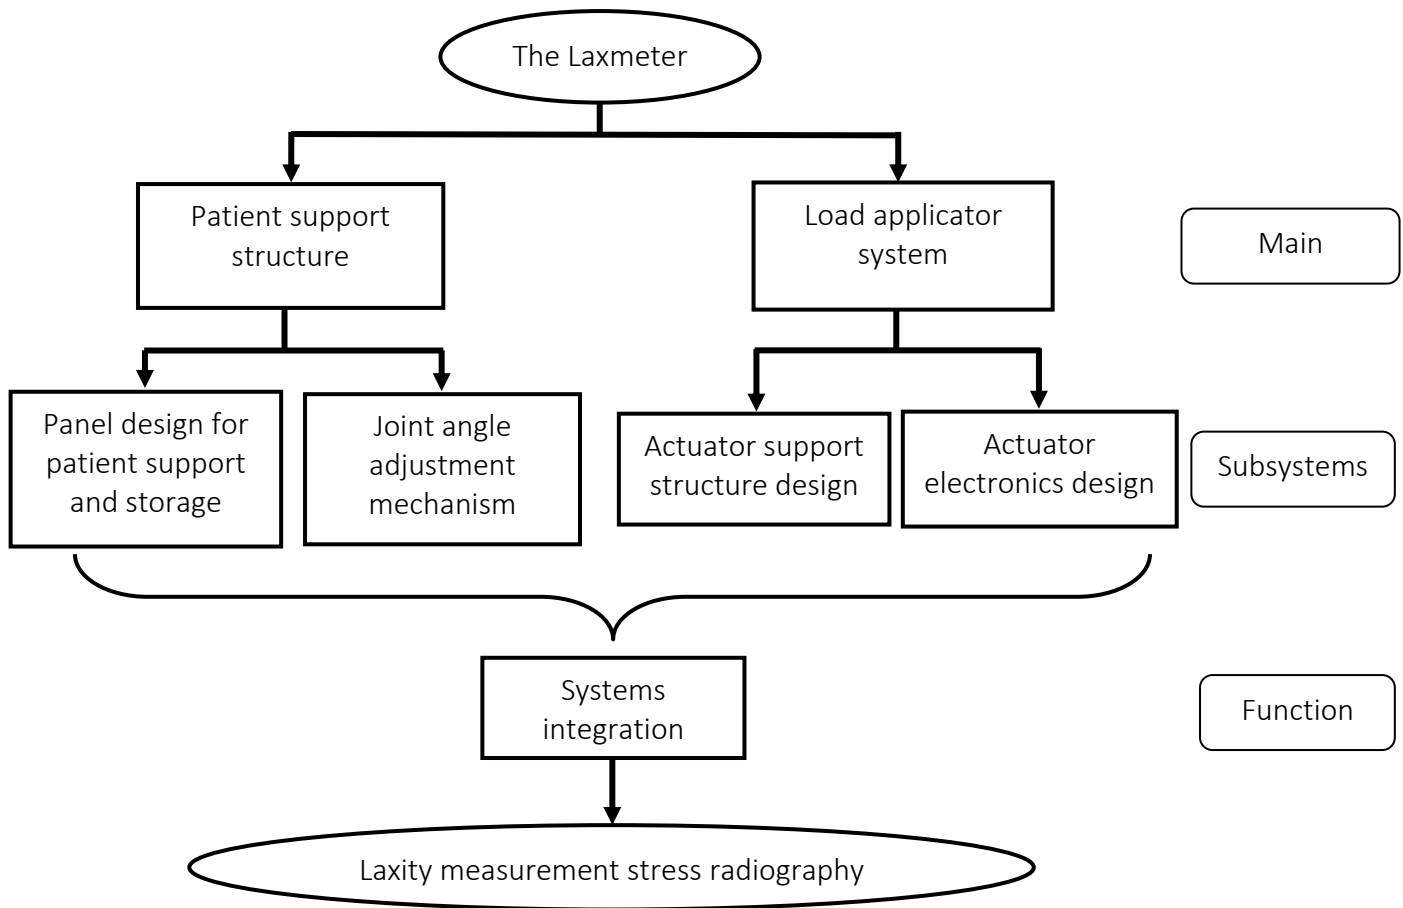 The Laxmeter
Patient support
structure
Load applicator
system
Main
Panel design for
patient support
and storage
Joint angle
adjustment
mechanism
Actuator support
structure design
Actuator
electronics design
Subsystems
Systems
integration
Function
Laxity measurement stress radiography